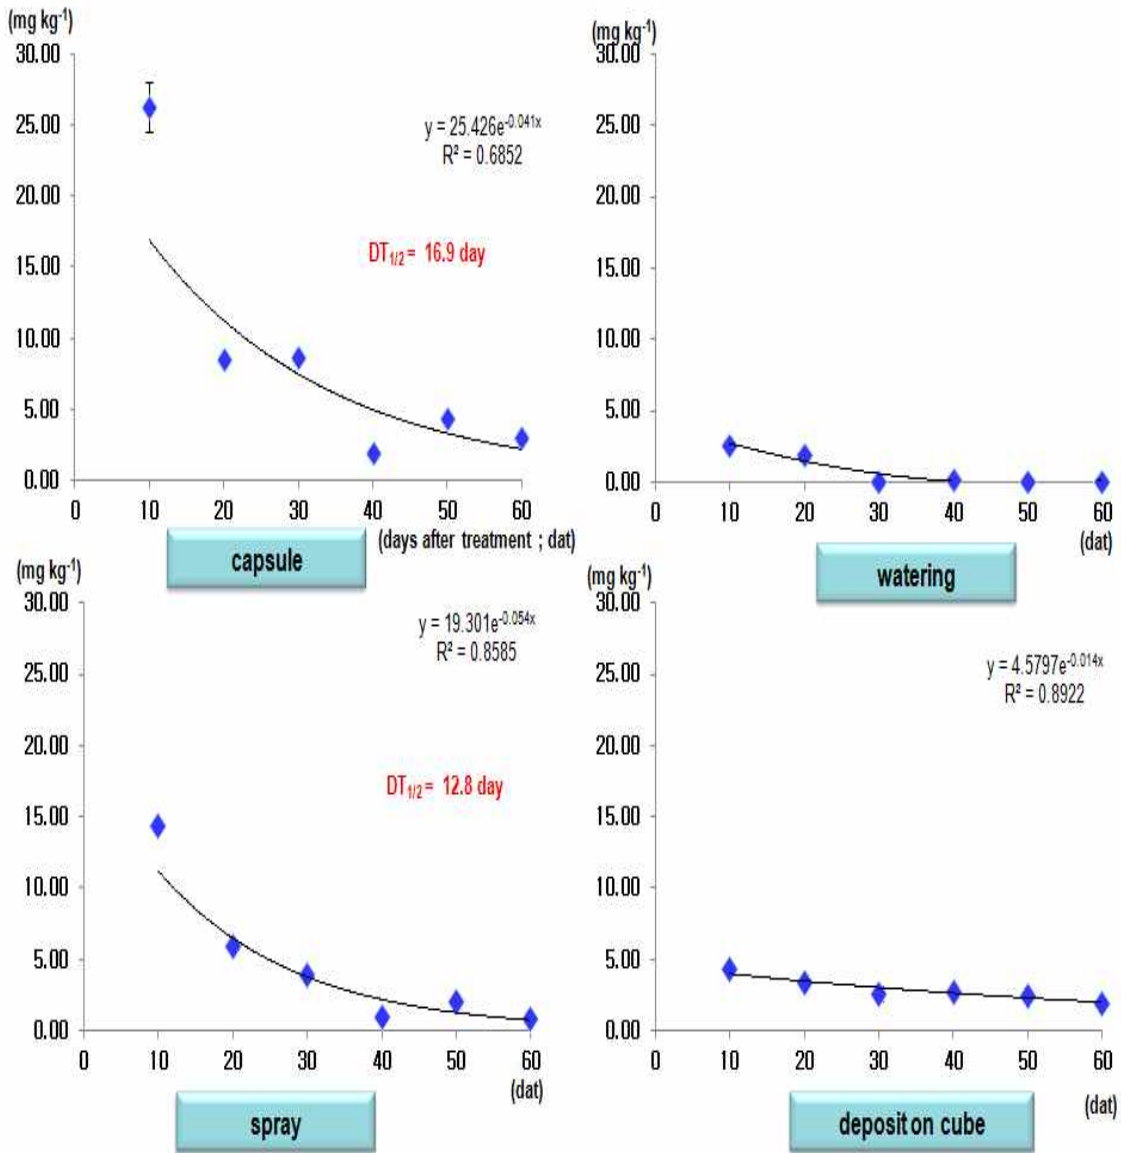 (mg kg⁻¹)
30.00
25.00
20.00
15.00
10.00
5.00
0.00
0 10 20 30 40 50 60
y = 25.426e⁻⁰·⁰⁴¹ˣ
R² = 0.6852
DT₁/₂ = 16.9 day
(days after treatment ; dat)
capsule
(mg kg⁻¹)
30.00
25.00
20.00
15.00
10.00
5.00
0.00
0 10 20 30 40 50 60
(dat)
watering
(mg kg⁻¹)
30.00
25.00
20.00
15.00
10.00
5.00
0.00
0 10 20 30 40 50 60
y = 19.301e⁻⁰·⁰⁵⁴ˣ
R² = 0.8585
DT₁/₂ = 12.8 day
(dat)
spray
(mg kg⁻¹)
30.00
25.00
20.00
15.00
10.00
5.00
0.00
0 10 20 30 40 50 60
y = 4.5797e⁻⁰·⁰¹⁴ˣ
R² = 0.8922
(dat)
deposit on cube